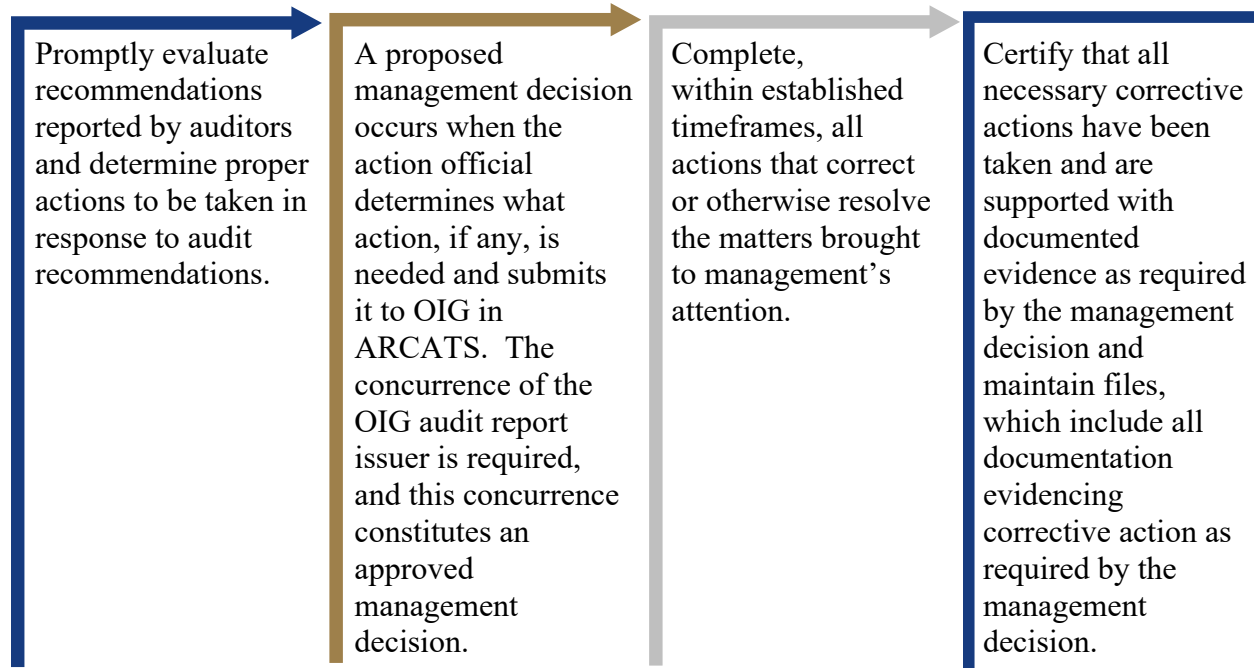 Promptly evaluate
recommendations
reported by auditors
and determine proper
actions to be taken in
response to audit
recommendations.
A proposed
management decision
occurs when the
action official
determines what
action, if any, is
needed and submits
it to OIG in
ARCATS.  The
concurrence of the
OIG audit report
issuer is required,
and this concurrence
constitutes an
approved
management
decision.
Complete,
within established
timeframes, all
actions that correct
or otherwise resolve
the matters brought
to management’s
attention.
Certify that all
necessary corrective
actions have been
taken and are
supported with
documented
evidence as required
by the management
decision and
maintain files,
which include all
documentation
evidencing
corrective action as
required by the
management
decision.